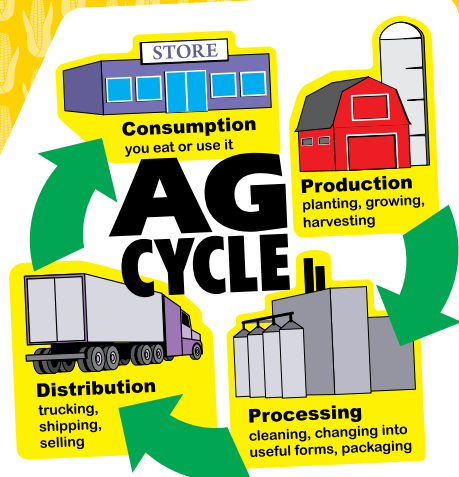 STORE
Consumption
you eat or use it
AG
CYCLE
Production
planting, growing,
harvesting
Processing
cleaning, changing into
useful forms, packaging
Distribution
trucking,
shipping,
selling